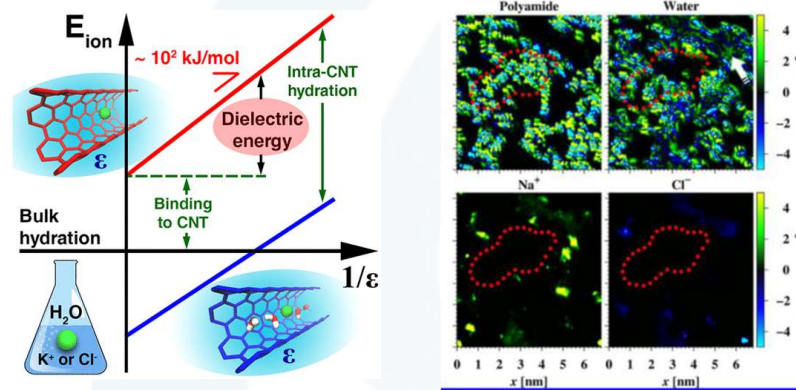 E_ion
~ 10² kJ/mol
Intra-CNT
hydration
Dielectric
energy
ε
Binding
to CNT
Bulk
hydration
1/ε
H₂O
K⁺ or Cl⁻
ε
Polyamide
Water
4
2
0
−2
−4
Na⁺
Cl⁻
4
2
0
−2
−4
0 1 2 3 4 5 6
0 1 2 3 4 5 6
x [nm]
x [nm]